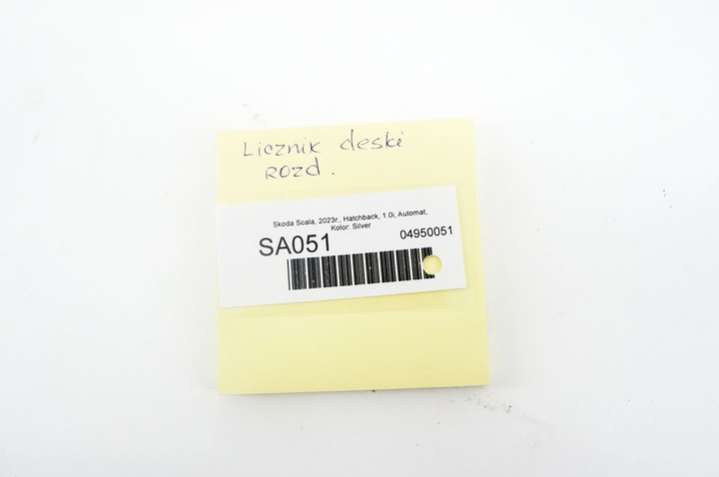 Licznik deski
rozd.
Skoda Scala, 2023r., Hatchback, 1.0i, Automat,
Kolor: Silver
SA051
04950051